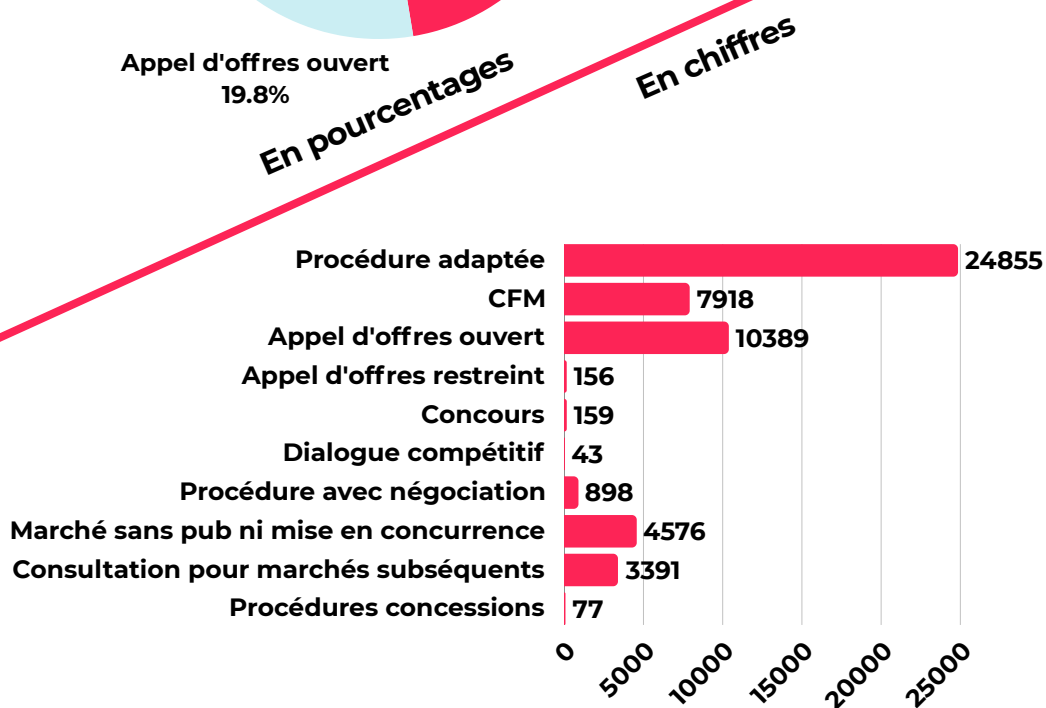 Appel d'offres ouvert
19.8%
En pourcentages
En chiffres
Procédure adaptée 24855
CFM 7918
Appel d'offres ouvert 10389
Appel d'offres restreint 156
Concours 159
Dialogue compétitif 43
Procédure avec négociation 898
Marché sans pub ni mise en concurrence 4576
Consultation pour marchés subséquents 3391
Procédures concessions 77
0 5000 10000 15000 20000 25000